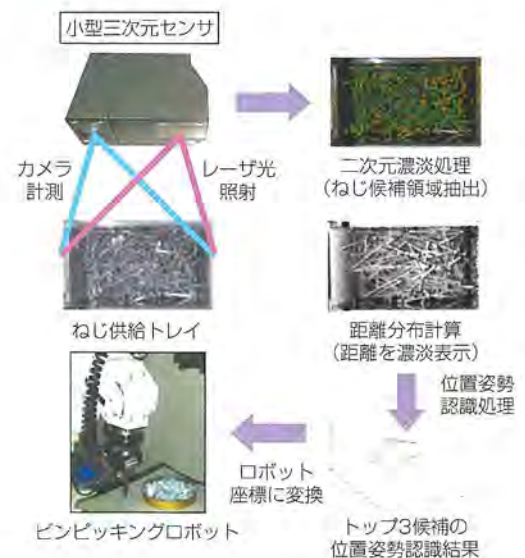 小型三次元センサ
カメラ
計測
レーザ光
照射
二次元濃淡処理
（ねじ候補領域抽出）
ねじ供給トレイ
距離分布計算
（距離を濃淡表示）
位置姿勢
認識処理
ロボット
座標に変換
ビンピッキングロボット
トップ3候補の
位置姿勢認識結果